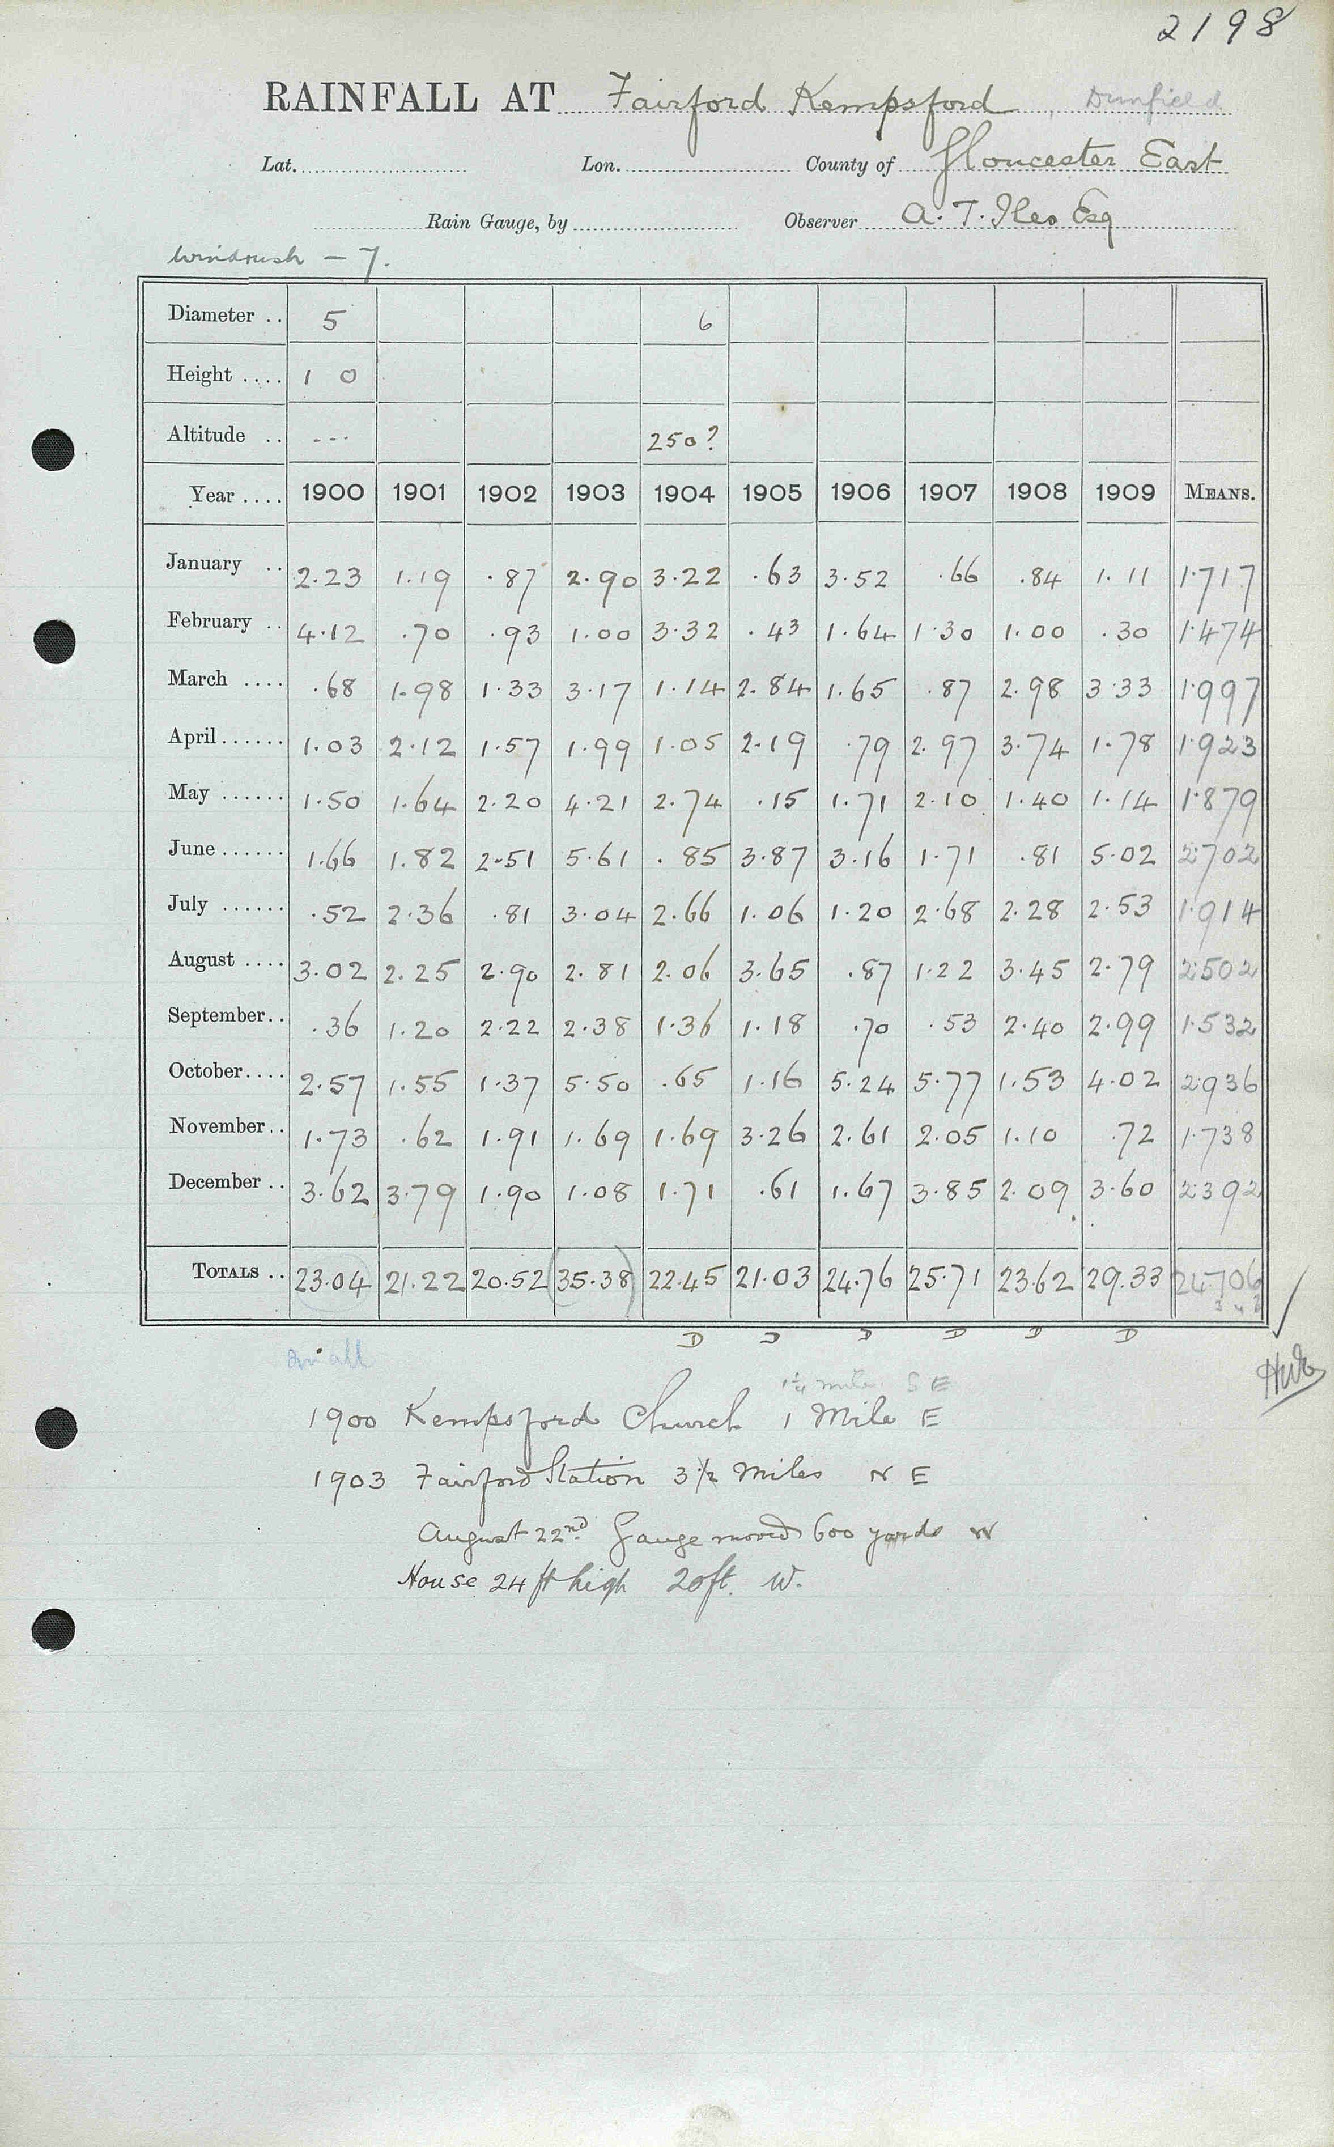 2198
RAINFALL AT Fairford Kempsford Dunfield
Lat. Lon. County of Gloucester East
Rain Gauge, by Observer A. T. Iles Esq
Windrush – 7.
Diameter .. 5 6
Height .... 1 0
Altitude .. --- 250?
Year .... 1900 1901 1902 1903 1904 1905 1906 1907 1908 1909 MEANS.
January .. 2.23 1.19 .87 2.90 3.22 .63 3.52 .66 .84 1.11 1.717
February .. 4.12 .70 .93 1.00 3.32 .43 1.64 1.30 1.00 .30 1.474
March .... .68 1.98 1.33 3.17 1.14 2.84 1.65 .87 2.98 3.33 1.997
April ...... 1.03 2.12 1.57 1.99 1.05 2.19 .79 2.97 3.74 1.78 1.923
May ...... 1.50 1.64 2.20 4.21 2.74 .15 1.71 2.10 1.40 1.14 1.879
June ...... 1.66 1.82 2.51 5.61 .85 3.87 3.16 1.71 .81 5.02 2.702
July ...... .52 2.36 .81 3.04 2.66 1.06 1.20 2.68 2.28 2.53 1.914
August .... 3.02 2.25 2.90 2.81 2.06 3.65 .87 1.22 3.45 2.79 2.502
September.. .36 1.20 2.22 2.38 1.36 1.18 .70 .53 2.40 2.99 1.532
October.... 2.57 1.55 1.37 5.50 .65 1.16 5.24 5.77 1.53 4.02 2.936
November.. 1.73 .62 1.91 1.69 1.69 3.26 2.61 2.05 1.10 .72 1.738
December .. 3.62 3.79 1.90 1.08 1.71 .61 1.67 3.85 2.09 3.60 2.392
TOTALS .. 23.04 21.22 20.52 (35.38) 22.45 21.03 24.76 25.71 23.62 29.33 24.706
D D D D D D
1¼ mile S E
1900 Kempsford Church 1 Mile E
1903 Fairford Station 3½ Miles N E
August 22nd Gauge moved 600 yards W
House 24 ft high 20ft. W.